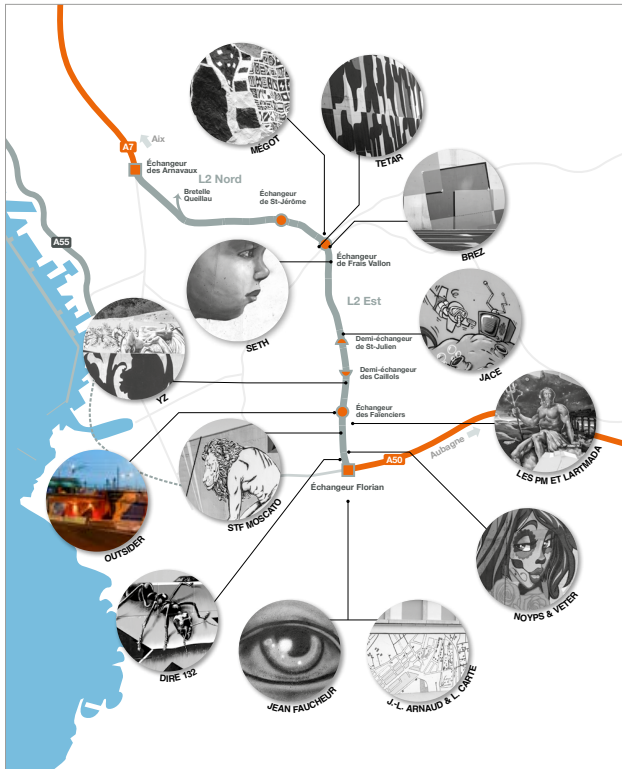 MÉGOT
TETAR
Aix
A7
Échangeur
des Arnavaux
L2 Nord
Bretelle
Queillau
Échangeur
de St-Jérôme
BREZ
A55
Échangeur
de Frais Vallon
SETH
L2 Est
Demi-échangeur
de St-Julien
JACE
YZ
Demi-échangeur
des Caillols
Échangeur
des Faïenciers
LES PM ET LARTMADA
Aubagne
A50
STF MOSCATO
Échangeur Florian
OUTSIDER
NOYPS & VETER
DIRE 132
JEAN FAUCHEUR
J.-L. ARNAUD & L. CARTE